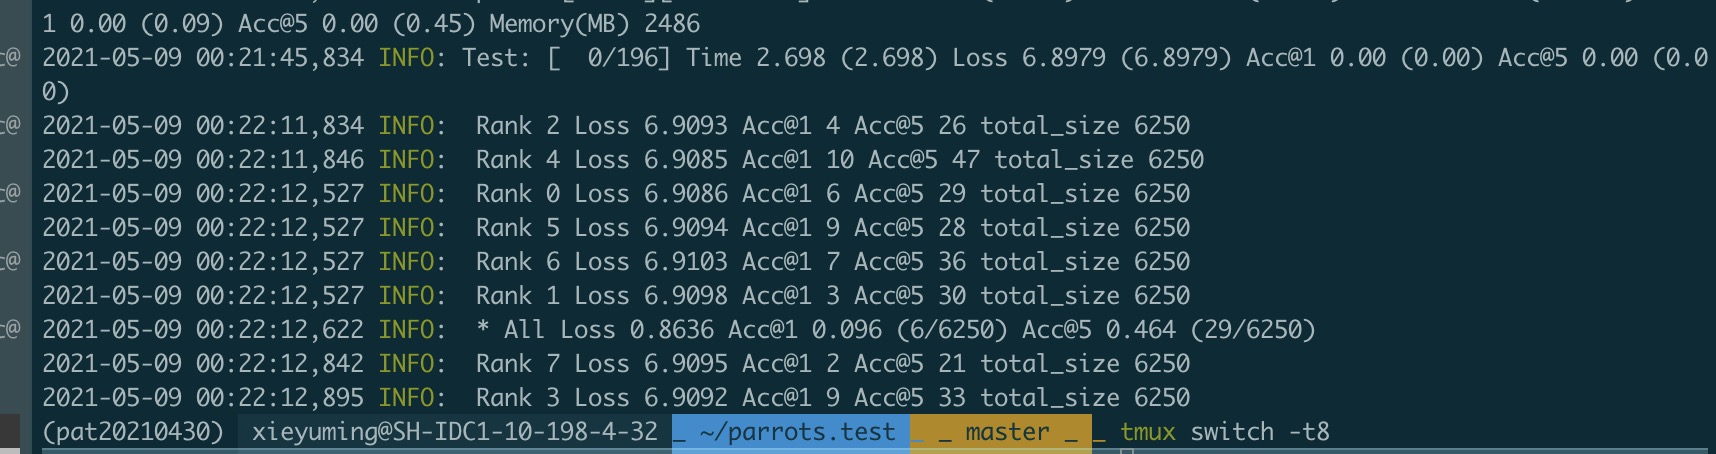 1 0.00 (0.09) Acc@5 0.00 (0.45) Memory(MB) 2486
c@ 2021-05-09 00:21:45,834 INFO: Test: [  0/196] Time 2.698 (2.698) Loss 6.8979 (6.8979) Acc@1 0.00 (0.00) Acc@5 0.00 (0.0
0)
c@ 2021-05-09 00:22:11,834 INFO:  Rank 2 Loss 6.9093 Acc@1 4 Acc@5 26 total_size 6250
2021-05-09 00:22:11,846 INFO:  Rank 4 Loss 6.9085 Acc@1 10 Acc@5 47 total_size 6250
c@ 2021-05-09 00:22:12,527 INFO:  Rank 0 Loss 6.9086 Acc@1 6 Acc@5 29 total_size 6250
2021-05-09 00:22:12,527 INFO:  Rank 5 Loss 6.9094 Acc@1 9 Acc@5 28 total_size 6250
c@ 2021-05-09 00:22:12,527 INFO:  Rank 6 Loss 6.9103 Acc@1 7 Acc@5 36 total_size 6250
2021-05-09 00:22:12,527 INFO:  Rank 1 Loss 6.9098 Acc@1 3 Acc@5 30 total_size 6250
c@ 2021-05-09 00:22:12,622 INFO:  * All Loss 0.8636 Acc@1 0.096 (6/6250) Acc@5 0.464 (29/6250)
2021-05-09 00:22:12,842 INFO:  Rank 7 Loss 6.9095 Acc@1 2 Acc@5 21 total_size 6250
2021-05-09 00:22:12,895 INFO:  Rank 3 Loss 6.9092 Acc@1 9 Acc@5 33 total_size 6250
(pat20210430)  xieyuming@SH-IDC1-10-198-4-32 _ ~/parrots.test _ _ master _ _ tmux switch -t8